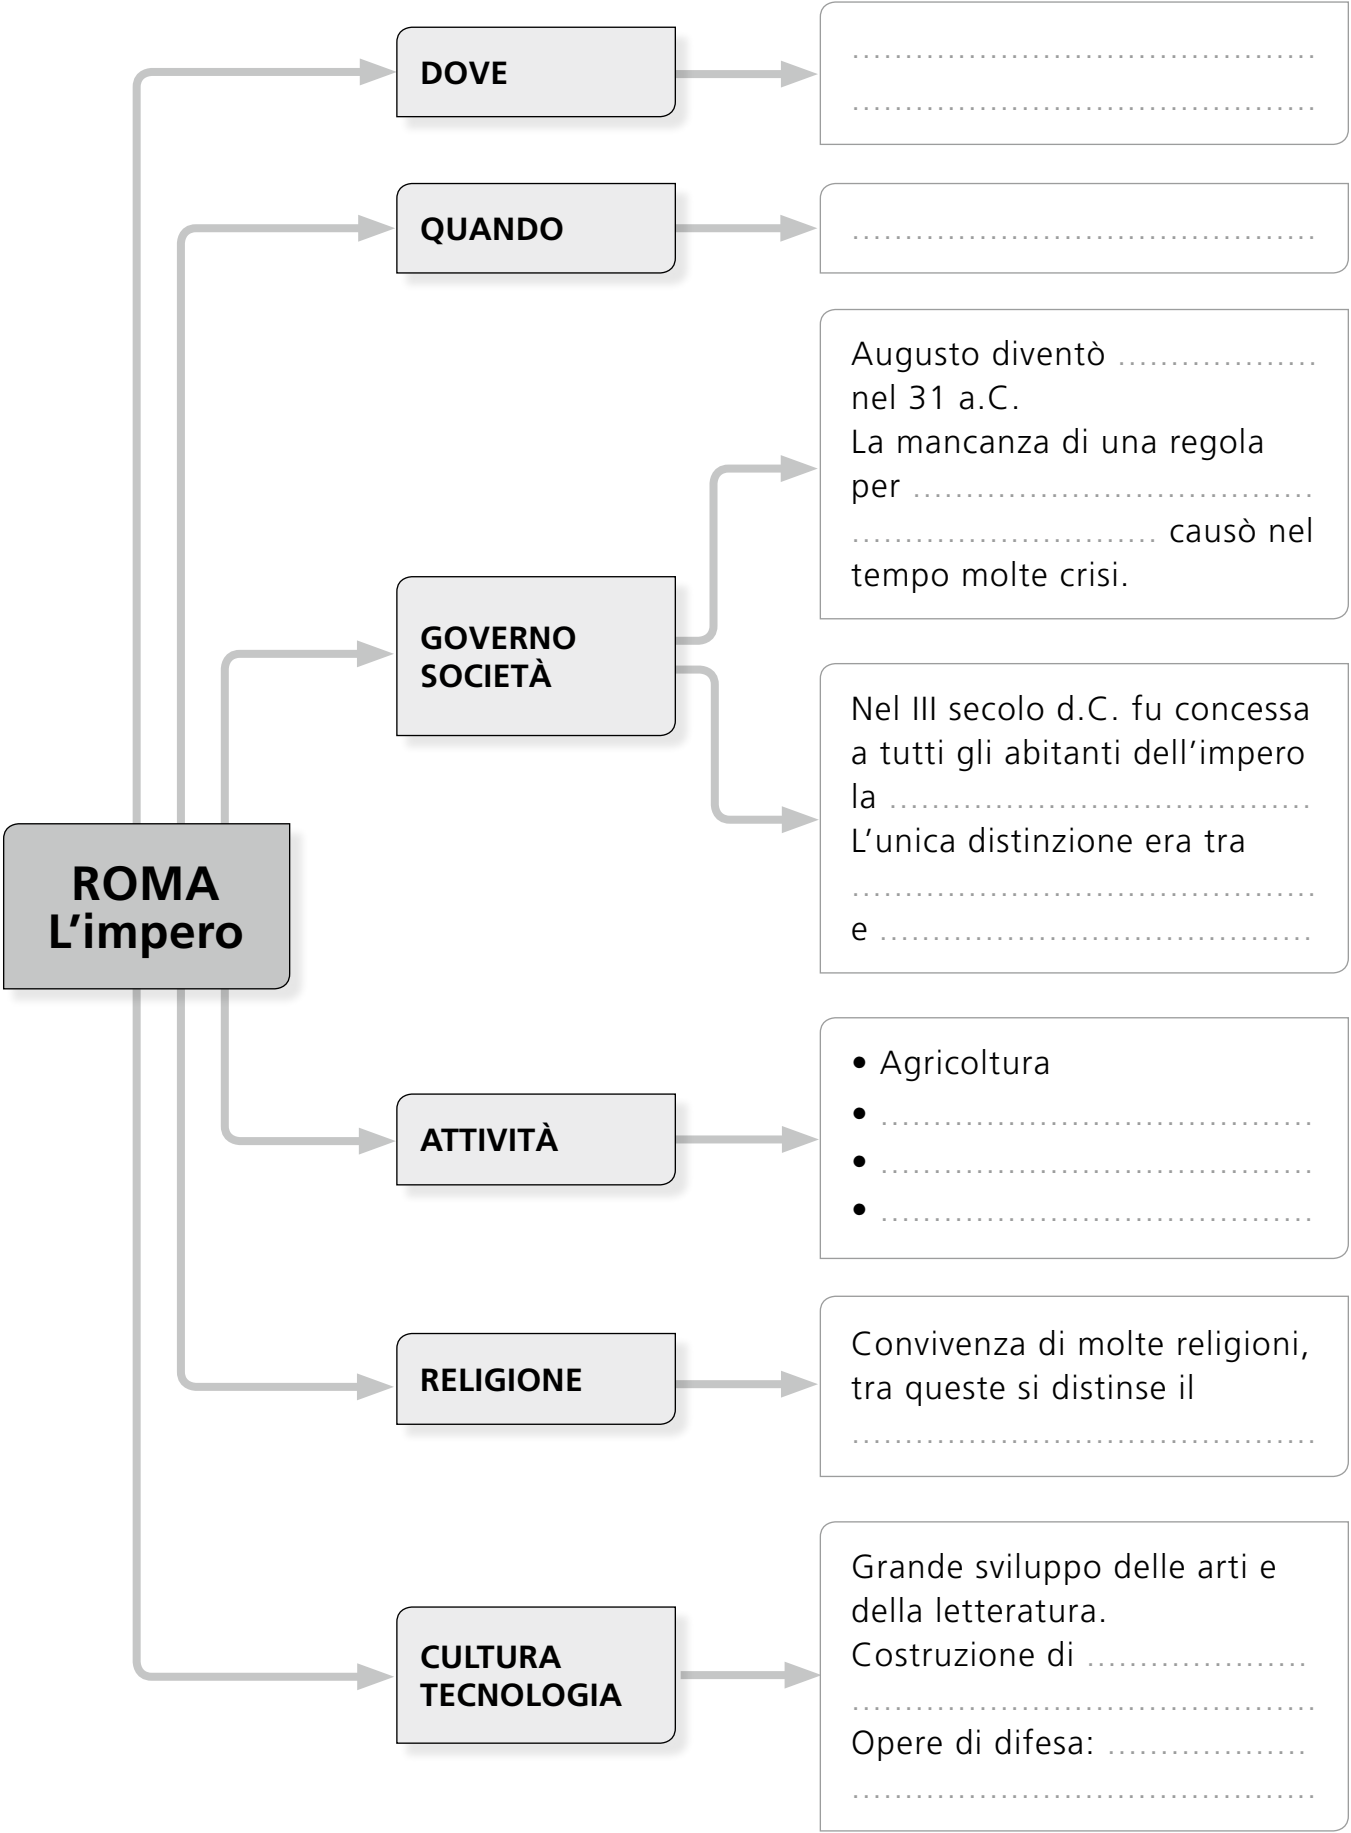 DOVE
....................................................
....................................................
QUANDO
....................................................
Augusto diventò ...................
nel 31 a.C.
La mancanza di una regola
per ......................................
............................. causò nel
tempo molte crisi.
GOVERNO
SOCIETÀ
Nel III secolo d.C. fu concessa
a tutti gli abitanti dell’impero
la ........................................
L’unica distinzione era tra
............................................
e .........................................
ROMA
L’impero
• Agricoltura
• .........................................
• .........................................
• .........................................
ATTIVITÀ
Convivenza di molte religioni,
tra queste si distinse il
............................................
RELIGIONE
Grande sviluppo delle arti e
della letteratura.
Costruzione di .....................
............................................
Opere di difesa: ...................
............................................
CULTURA
TECNOLOGIA